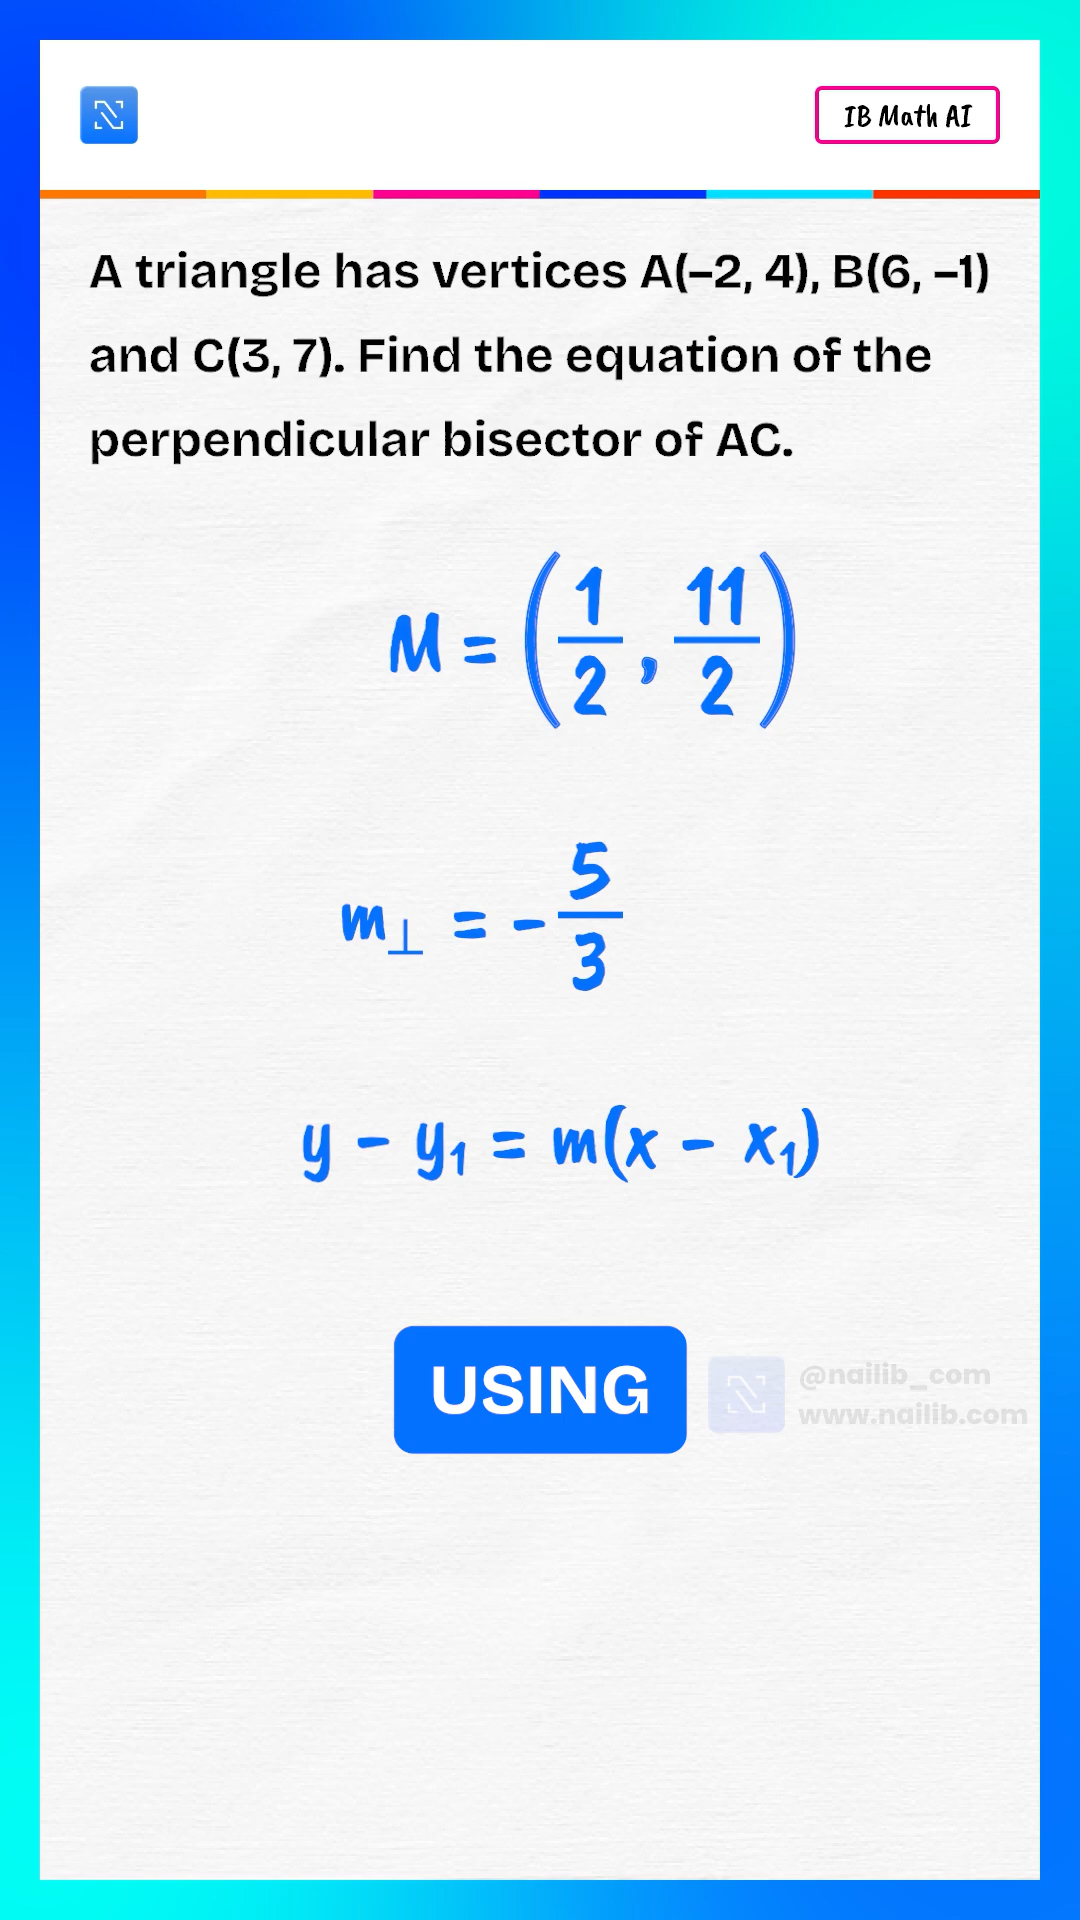 IB Math AI
A triangle has vertices A(–2, 4), B(6, –1)
and C(3, 7). Find the equation of the
perpendicular bisector of AC.
M = (1/2, 11/2)
m⊥ = -5/3
y - y₁ = m(x - x₁)
USING
@nailib_com
www.nailib.com